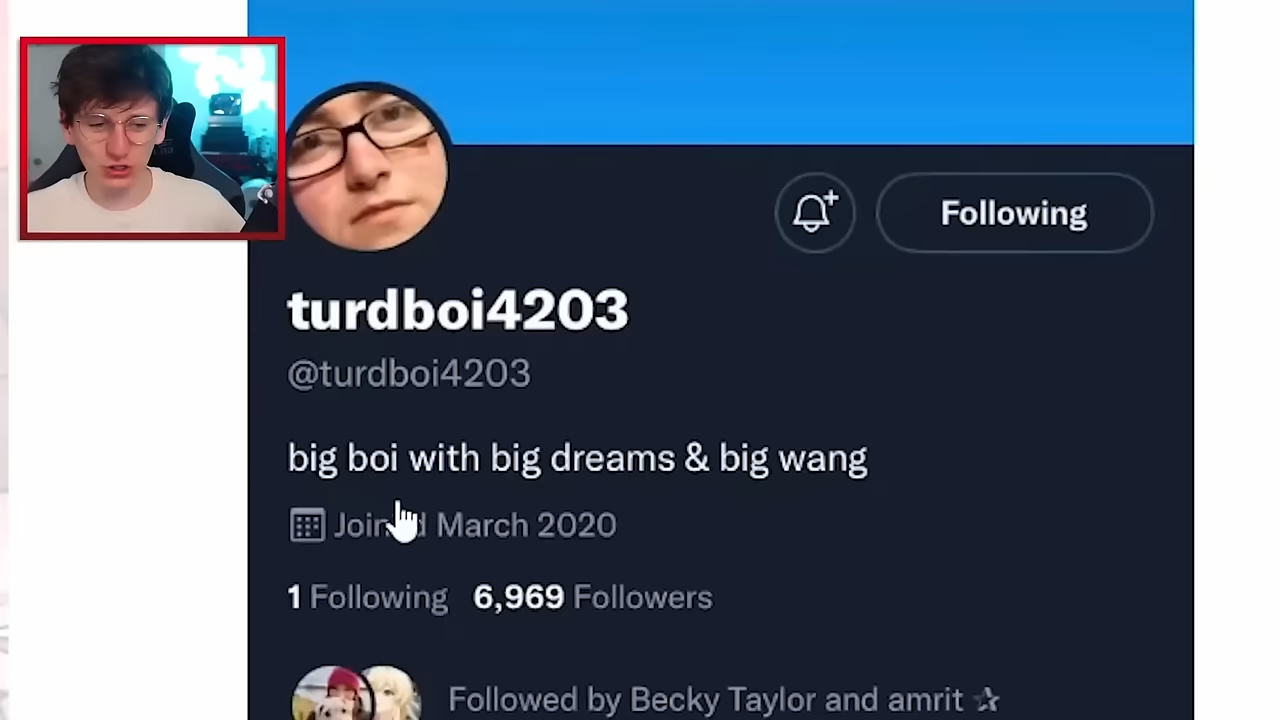 Following
turdboi4203
@turdboi4203
big boi with big dreams & big wang
Joined March 2020
1 Following 6,969 Followers
Followed by Becky Taylor and amrit ☆